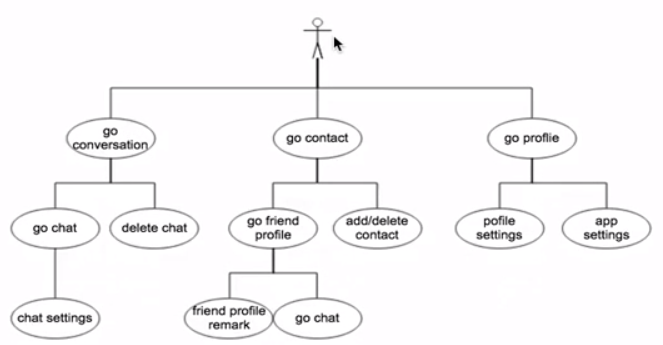 go
conversation
go contact
go proflie
go chat
delete chat
go friend
profile
add/delete
contact
pofile
settings
app
settings
chat settings
friend profile
remark
go chat